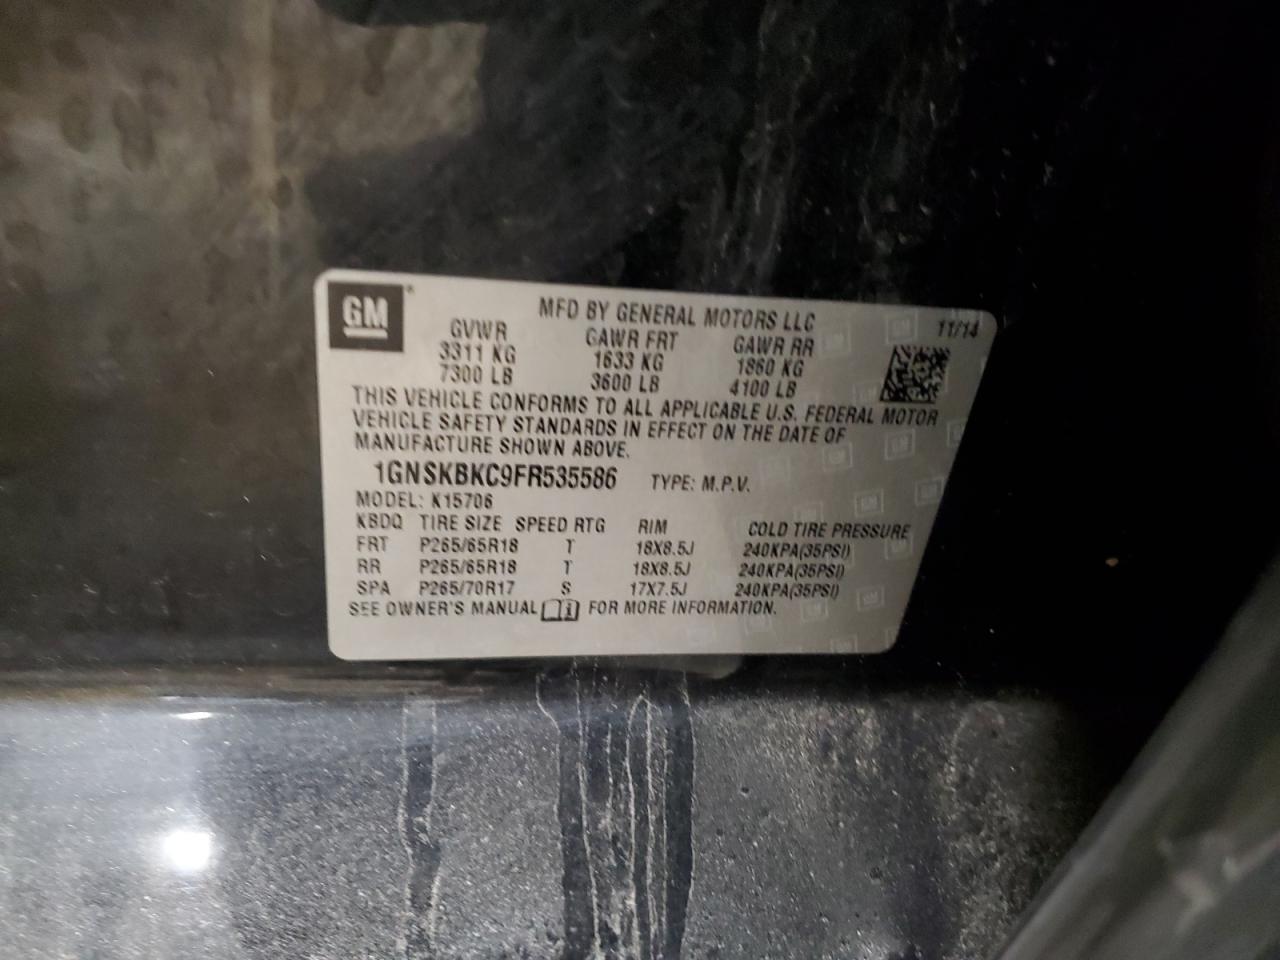 GM
MFD BY GENERAL MOTORS LLC 11/14
GVWR GAWR FRT GAWR RR
3311 KG 1633 KG 1860 KG
7300 LB 3600 LB 4100 LB
THIS VEHICLE CONFORMS TO ALL APPLICABLE U.S. FEDERAL MOTOR
VEHICLE SAFETY STANDARDS IN EFFECT ON THE DATE OF
MANUFACTURE SHOWN ABOVE.
1GNSKBKC9FR535586 TYPE: M.P.V.
MODEL: K15706
KBDQ TIRE SIZE SPEED RTG RIM COLD TIRE PRESSURE
FRT P265/65R18 T 18X8.5J 240KPA(35PSI)
RR P265/65R18 T 18X8.5J 240KPA(35PSI)
SPA P265/70R17 S 17X7.5J 240KPA(35PSI)
SEE OWNER'S MANUAL FOR MORE INFORMATION.